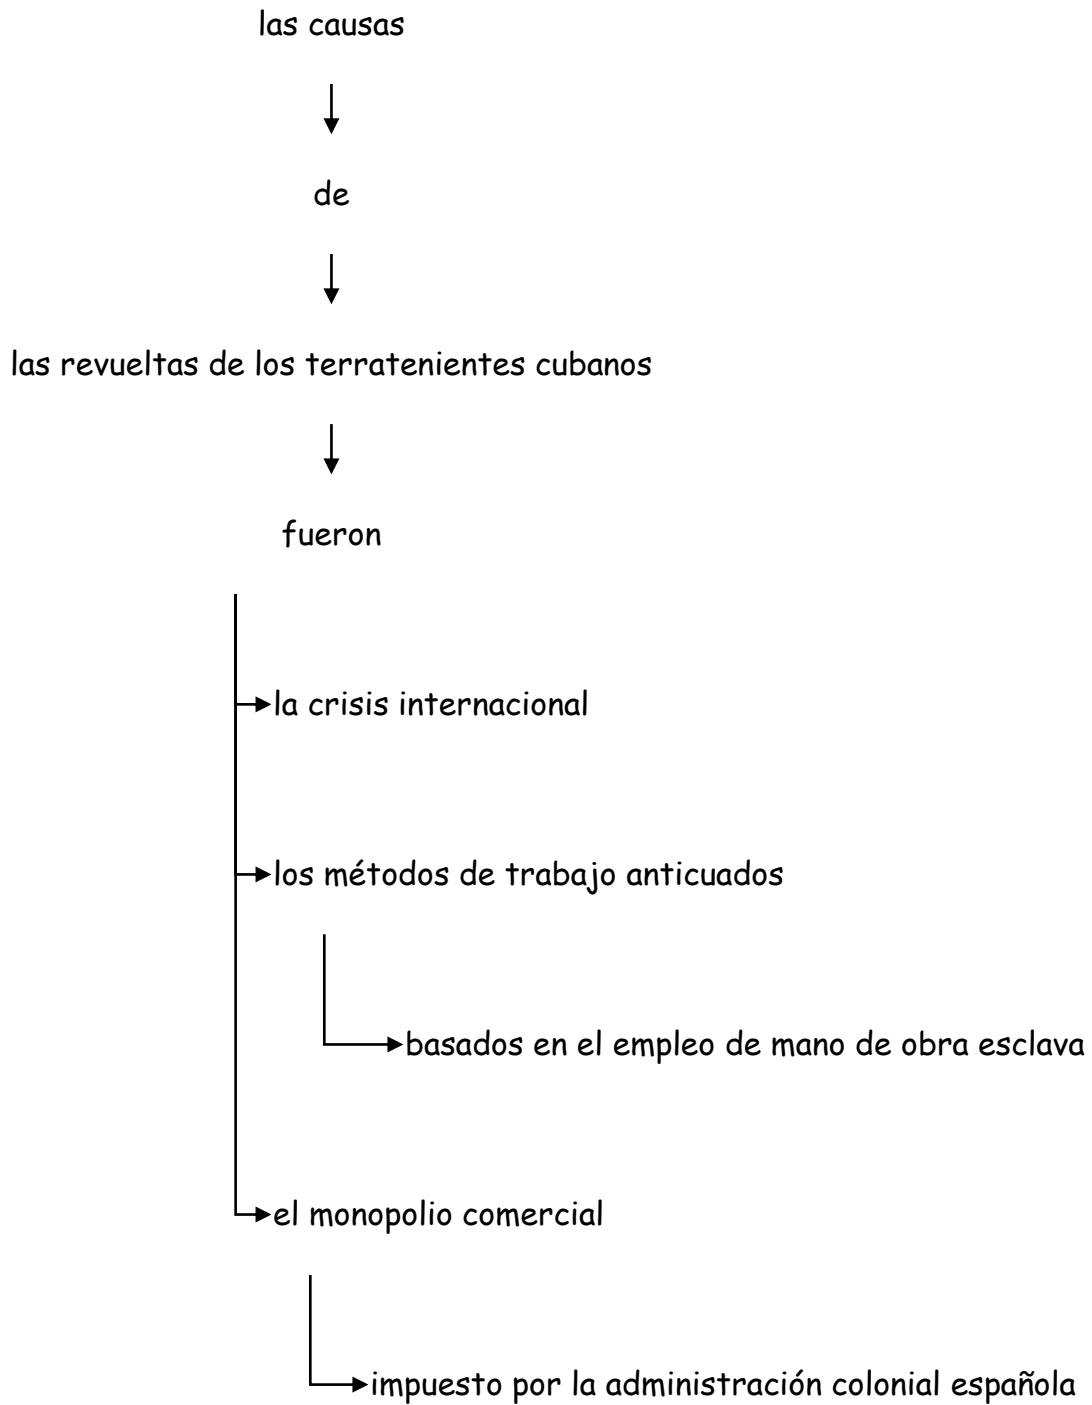 las causas
de
las revueltas de los terratenientes cubanos
fueron
la crisis internacional
los métodos de trabajo anticuados
basados en el empleo de mano de obra esclava
el monopolio comercial
impuesto por la administración colonial española